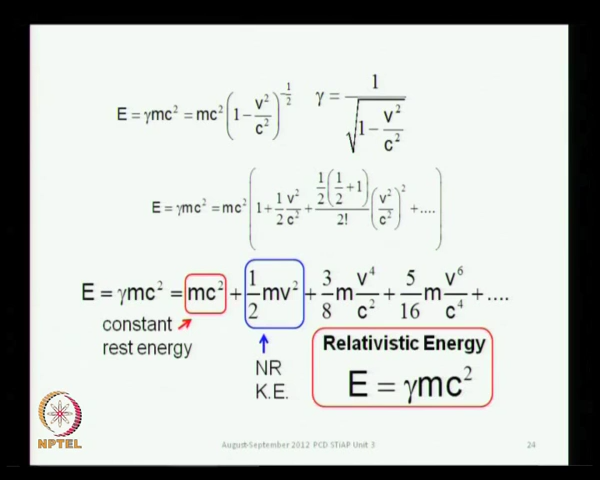 E = γmc² = mc² (1 − v²/c²)^(−1/2) γ = 1/√(1 − v²/c²)
E = γmc² = mc² (1 + 1/2 v²/c² + 1/2(1/2 + 1)/2! (v²/c²)² + ....)
E = γmc² = mc² + 1/2 mv² + 3/8 m v⁴/c² + 5/16 m v⁶/c⁴ + ....
constant
rest energy
NR
K.E.
Relativistic Energy
E = γmc²
NPTEL
August-September 2012 PCD STiAP Unit 3
24